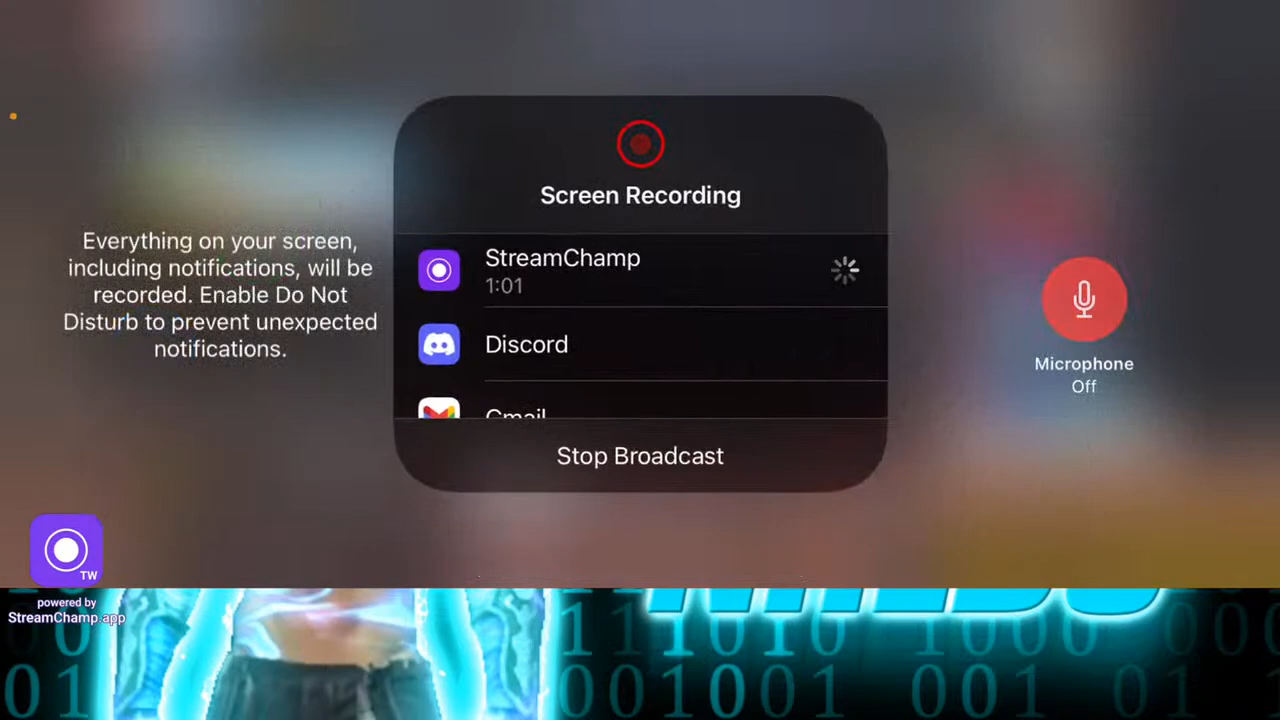 Screen Recording
StreamChamp
1:01
Everything on your screen,
including notifications, will be
recorded. Enable Do Not
Disturb to prevent unexpected
notifications.
Discord
Gmail
Stop Broadcast
Microphone
Off
TW
powered by
StreamChamp.app